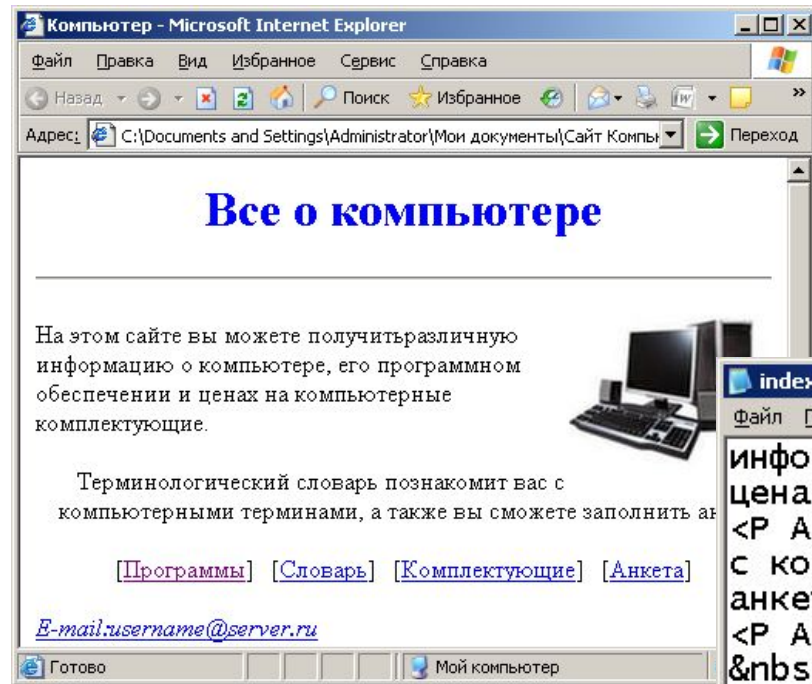 Компьютер - Microsoft Internet Explorer
Файл Правка Вид Избранное Сервис Справка
Назад Поиск Избранное »
Адрес: C:\Documents and Settings\Administrator\Мои документы\Сайт Компь Переход
Все о компьютере
На этом сайте вы можете получитьразличную
информацию о компьютере, его программном
обеспечении и ценах на компьютерные
комплектующие.
Терминологический словарь познакомит вас с
компьютерными терминами, а также вы сможете заполнить ан
[Программы] [Словарь] [Комплектующие] [Анкета]
E-mail:username@server.ru
Готово Мой компьютер
index
Файл
инфо
цена
<P A
с ко
анке
<P A
&nbs